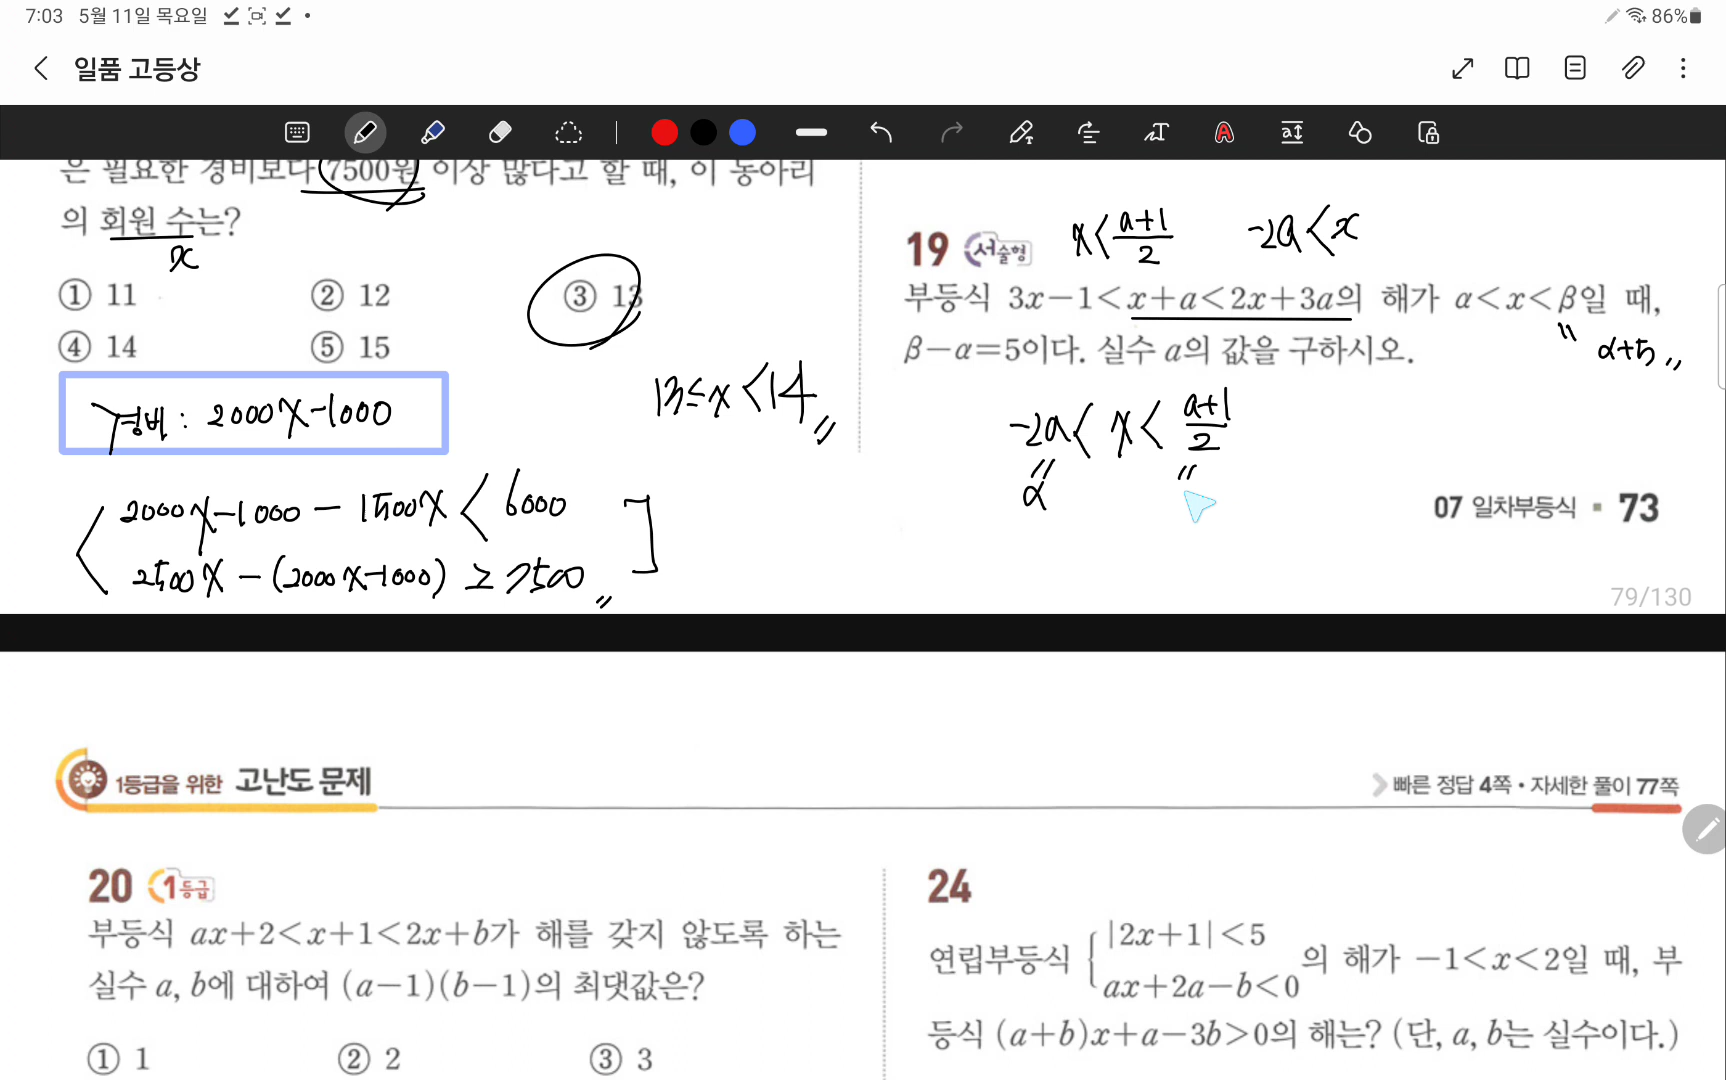 7:03 5월 11일 목요일 86%
일품 고등상
은 필요한 경비보다 7500원 이상 많다고 할 때, 이 동아리
의 회원 수는?
x
① 11 ② 12 ③ 13
④ 14 ⑤ 15
경비 : 2000x-1000
13≤x<14
2000x-1000-1500x<6000
2500x-(2000x-1000)≥7500
19 서술형
x<(a+1)/2 -2a<x
부등식 3x-1<x+a<2x+3a의 해가 α<x<β일 때,
β-α=5이다. 실수 a의 값을 구하시오.
α+5
-2a<x<(a+1)/2
α
07 일차부등식 ▪ 73
79/130
1등급을 위한 고난도 문제
빠른 정답 4쪽 • 자세한 풀이 77쪽
20 1등급
부등식 ax+2<x+1<2x+b가 해를 갖지 않도록 하는
실수 a, b에 대하여 (a-1)(b-1)의 최댓값은?
① 1 ② 2 ③ 3
24
연립부등식 { |2x+1|<5
ax+2a-b<0 의 해가 -1<x<2일 때, 부
등식 (a+b)x+a-3b>0의 해는? (단, a, b는 실수이다.)